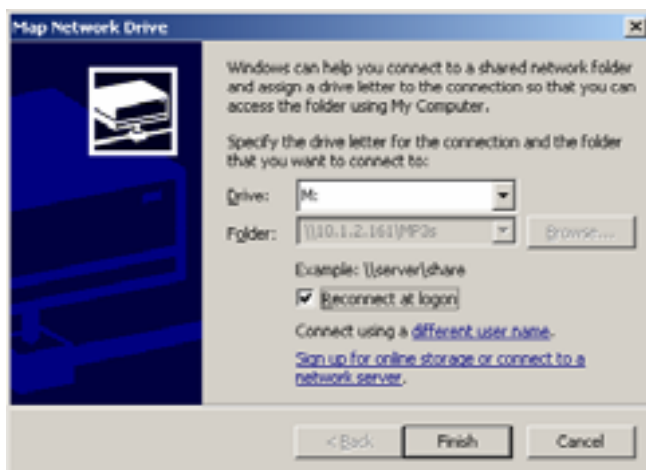 Map Network Drive
Windows can help you connect to a shared network folder
and assign a drive letter to the connection so that you can
access the folder using My Computer.
Specify the drive letter for the connection and the folder
that you want to connect to:
Drive: M:
Folder: \\10.1.2.161\MP3s Browse...
Example: \\server\share
Reconnect at logon
Connect using a different user name.
Sign up for online storage or connect to a
network server.
< Back Finish Cancel